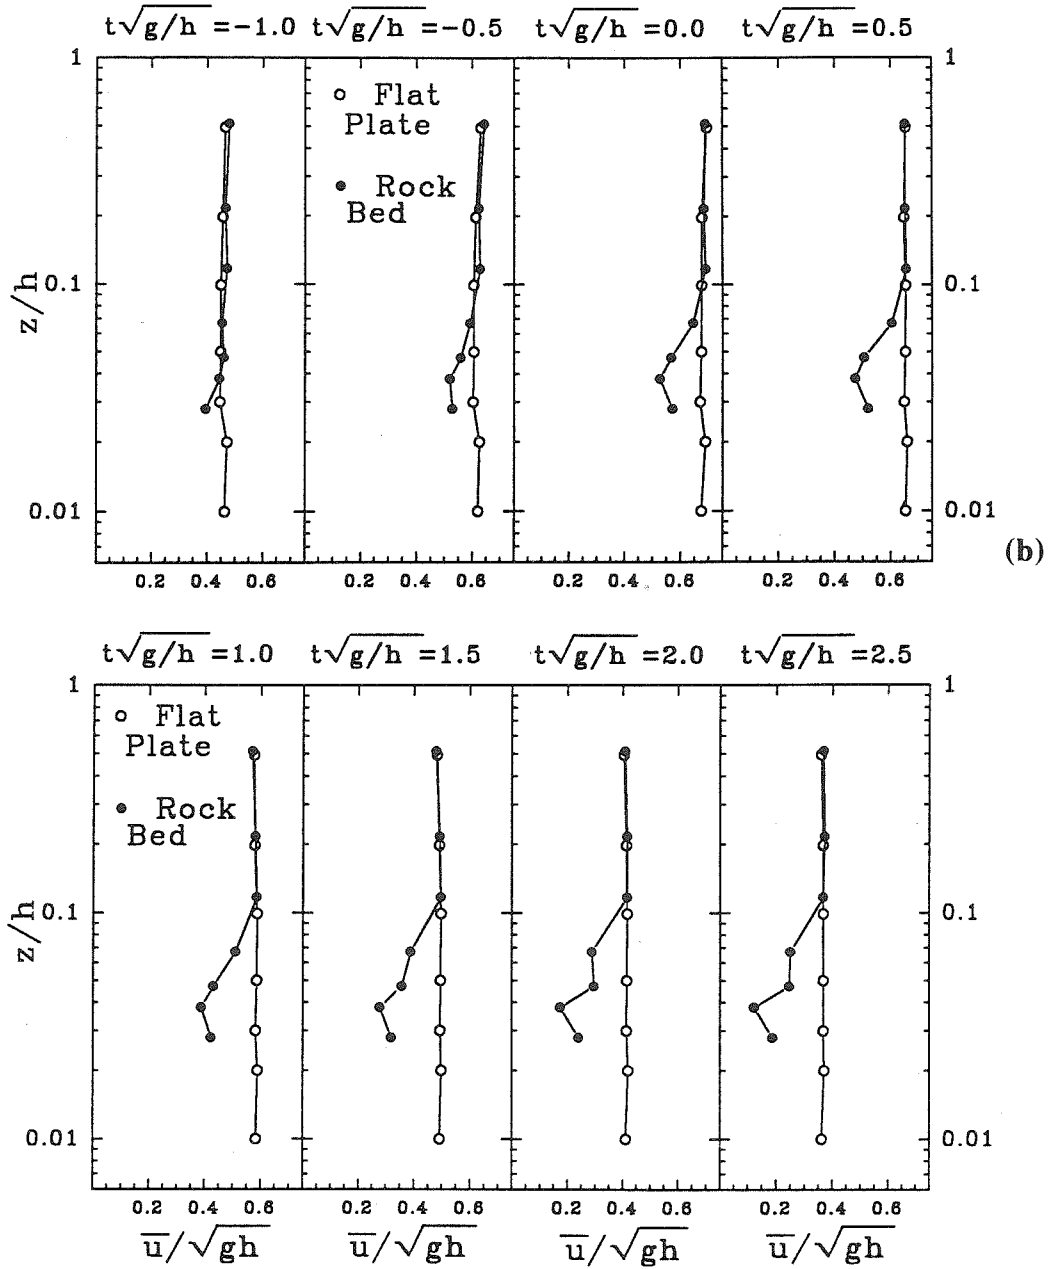 t√g/h =−1.0 t√g/h =−0.5 t√g/h =0.0 t√g/h =0.5
1 1
○ Flat
Plate
● Rock
Bed
z/h
0.1 0.1
0.01 0.01
(b)
0.2 0.4 0.6 0.2 0.4 0.6 0.2 0.4 0.6 0.2 0.4 0.6
t√g/h =1.0 t√g/h =1.5 t√g/h =2.0 t√g/h =2.5
1 1
○ Flat
Plate
● Rock
Bed
z/h
0.1 0.1
0.01 0.01
0.2 0.4 0.6 0.2 0.4 0.6 0.2 0.4 0.6 0.2 0.4 0.6
u̅/√gh u̅/√gh u̅/√gh u̅/√gh